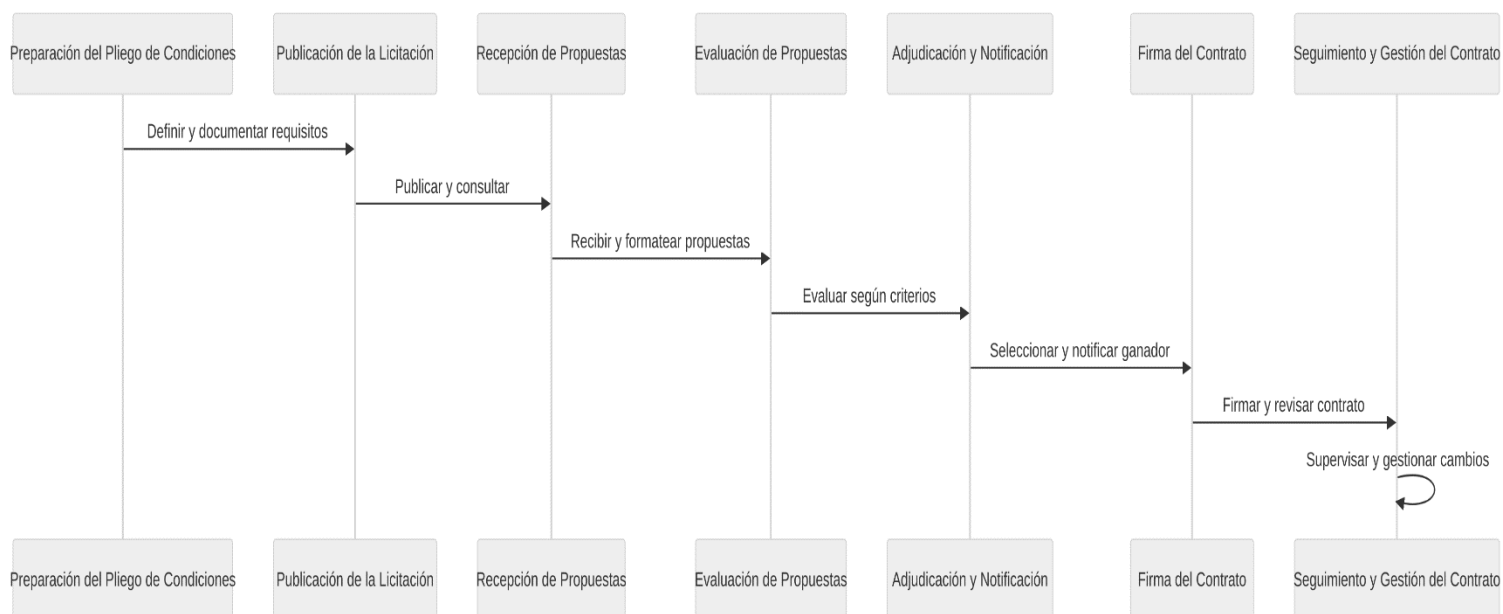 Preparación del Pliego de Condiciones
Publicación de la Licitación
Recepción de Propuestas
Evaluación de Propuestas
Adjudicación y Notificación
Firma del Contrato
Seguimiento y Gestión del Contrato
Definir y documentar requisitos
Publicar y consultar
Recibir y formatear propuestas
Evaluar según criterios
Seleccionar y notificar ganador
Firmar y revisar contrato
Supervisar y gestionar cambios
Preparación del Pliego de Condiciones
Publicación de la Licitación
Recepción de Propuestas
Evaluación de Propuestas
Adjudicación y Notificación
Firma del Contrato
Seguimiento y Gestión del Contrato